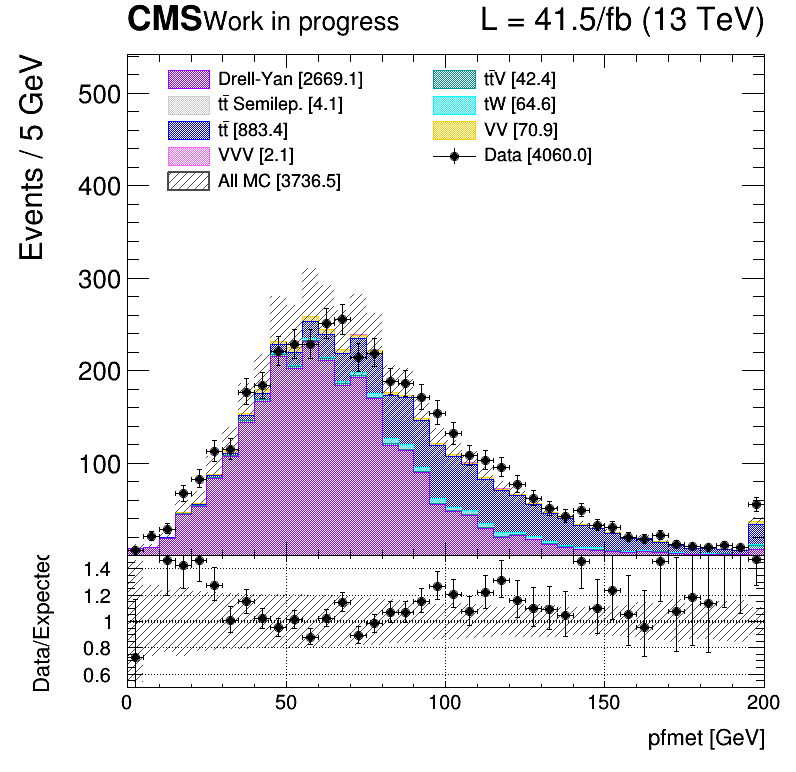 CMS Work in progress L = 41.5/fb (13 TeV)
Events / 5 GeV
500
400
300
200
100
Drell-Yan [2669.1]
tt̄ Semilep. [4.1]
tt̄ [883.4]
VVV [2.1]
All MC [3736.5]
tt̄V [42.4]
tW [64.6]
VV [70.9]
Data [4060.0]
Data/Expected
1.4
1.2
1
0.8
0.6
0 50 100 150 200
pfmet [GeV]